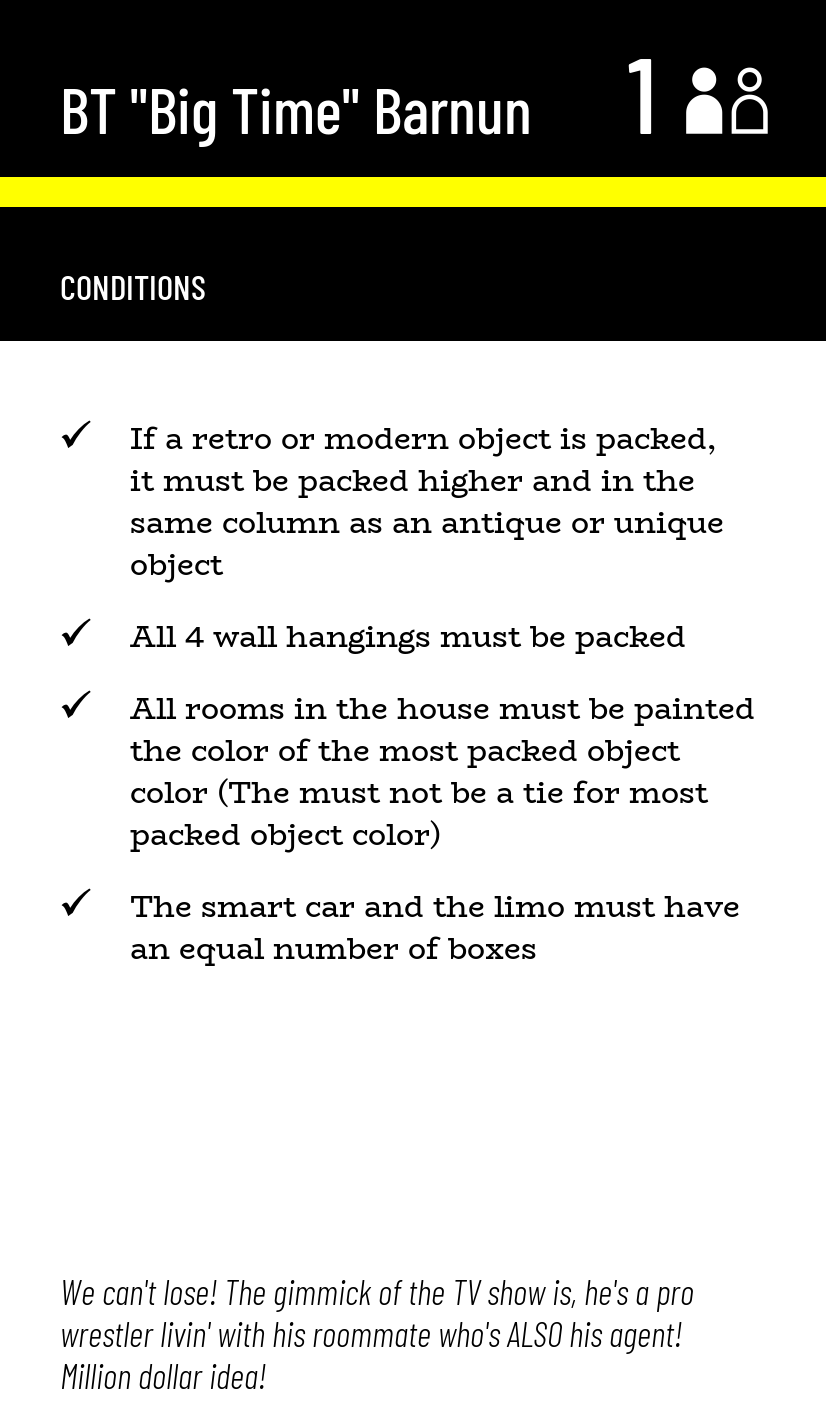 BT "Big Time" Barnun 1
CONDITIONS
If a retro or modern object is packed,
it must be packed higher and in the
same column as an antique or unique
object
All 4 wall hangings must be packed
All rooms in the house must be painted
the color of the most packed object
color (The must not be a tie for most
packed object color)
The smart car and the limo must have
an equal number of boxes
We can't lose! The gimmick of the TV show is, he's a pro
wrestler livin' with his roommate who's ALSO his agent!
Million dollar idea!